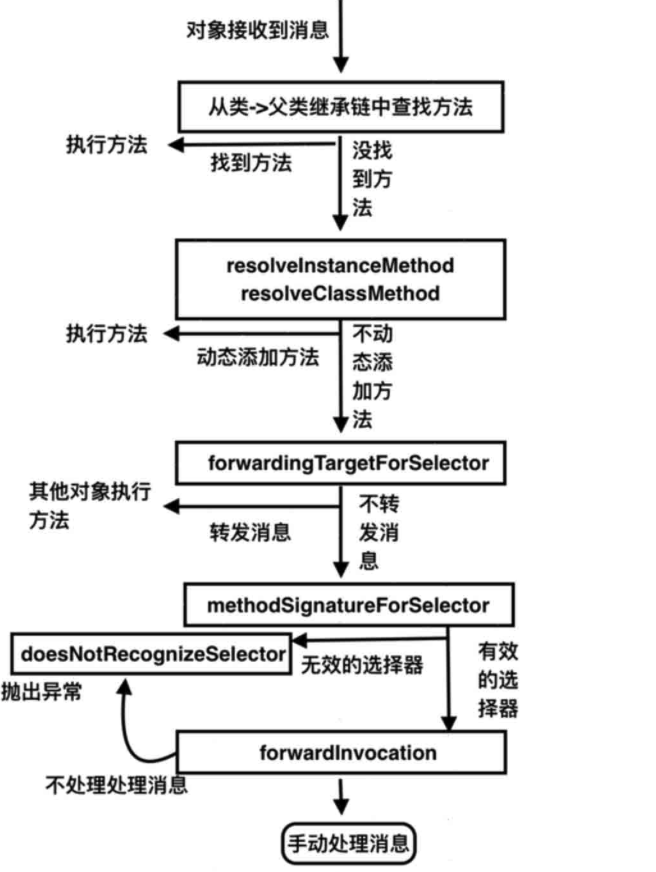 对象接收到消息
从类->父类继承链中查找方法
执行方法
找到方法
没找
到方
法
resolveInstanceMethod
resolveClassMethod
执行方法
动态添加方法
不动
态添
加方
法
forwardingTargetForSelector
其他对象执行
方法
转发消息
不转
发消
息
methodSignatureForSelector
doesNotRecognizeSelector
抛出异常
无效的选择器
有效
的选
择器
forwardInvocation
不处理处理消息
手动处理消息